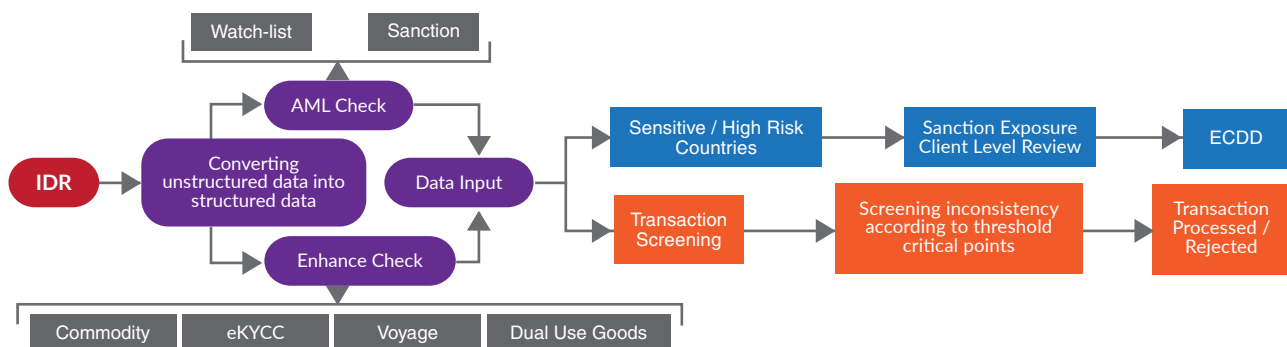 Watch-list
Sanction
AML Check
IDR
Converting
unstructured data into
structured data
Data Input
Enhance Check
Commodity
eKYCC
Voyage
Dual Use Goods
Sensitive / High Risk
Countries
Sanction Exposure
Client Level Review
ECDD
Transaction
Screening
Screening inconsistency
according to threshold
critical points
Transaction
Processed /
Rejected